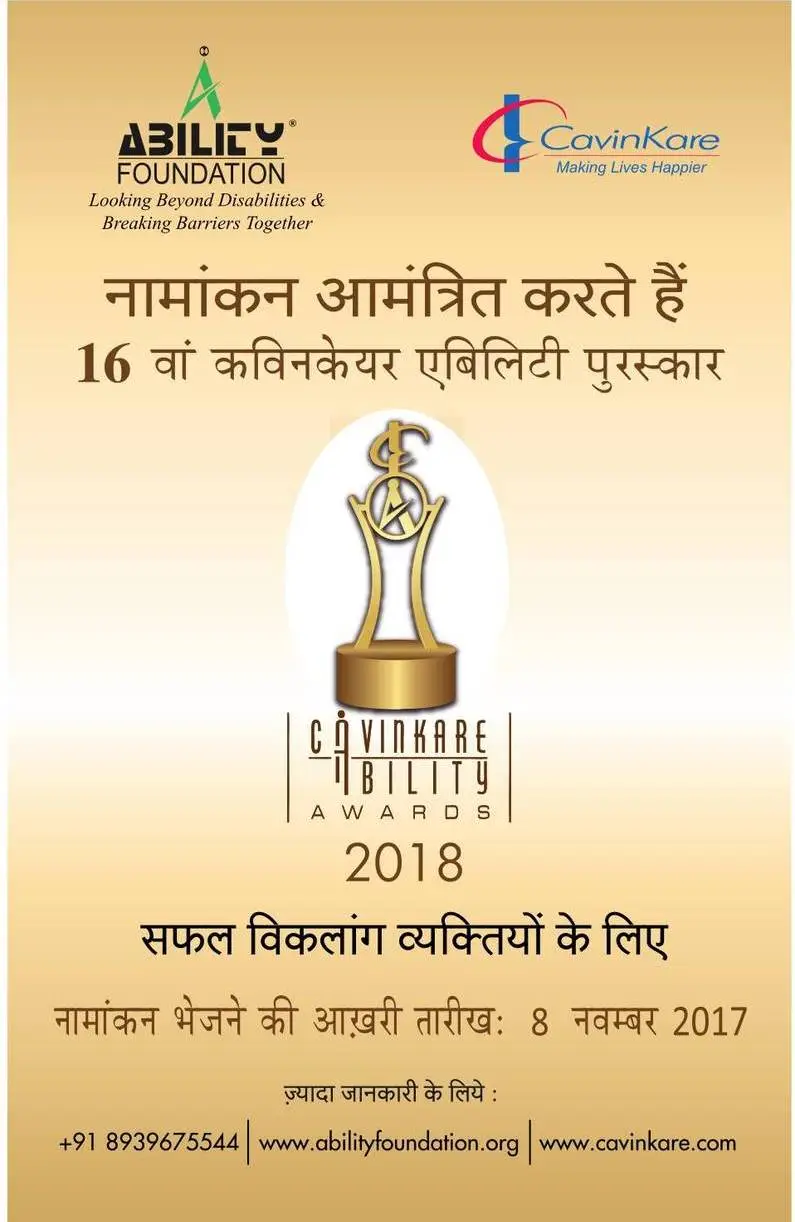 ABILITY®
FOUNDATION
Looking Beyond Disabilities &
Breaking Barriers Together
CavinKare
Making Lives Happier
नामांकन आमंत्रित करते हैं
16 वां कविनकेयर एबिलिटी पुरस्कार
CAVINKARE
ABILITY
AWARDS
2018
सफल विकलांग व्यक्तियों के लिए
नामांकन भेजने की आख़री तारीखः 8 नवम्बर 2017
ज़्यादा जानकारी के लिये :
+91 8939675544 | www.abilityfoundation.org | www.cavinkare.com